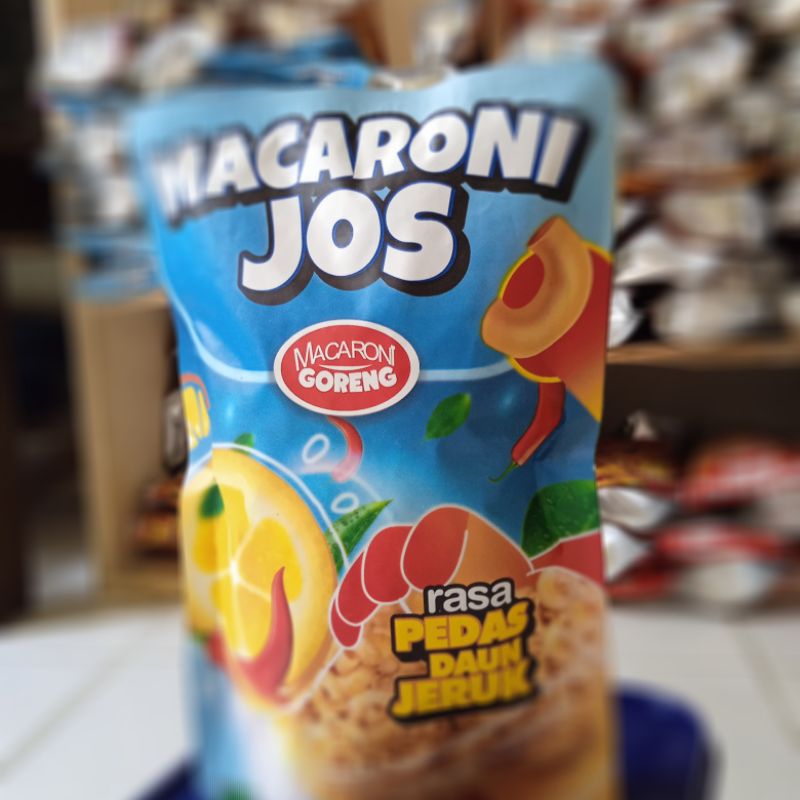 MACARONI
JOS
MACARONI
GORENG
rasa
PEDAS
DAUN
JERUK